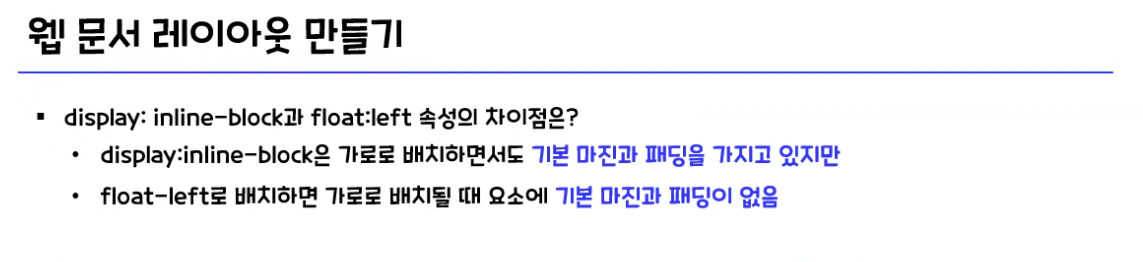 웹 문서 레이아웃 만들기
▪ display: inline-block과 float:left 속성의 차이점은?
• display:inline-block은 가로로 배치하면서도 기본 마진과 패딩을 가지고 있지만
• float-left로 배치하면 가로로 배치될 때 요소에 기본 마진과 패딩이 없음